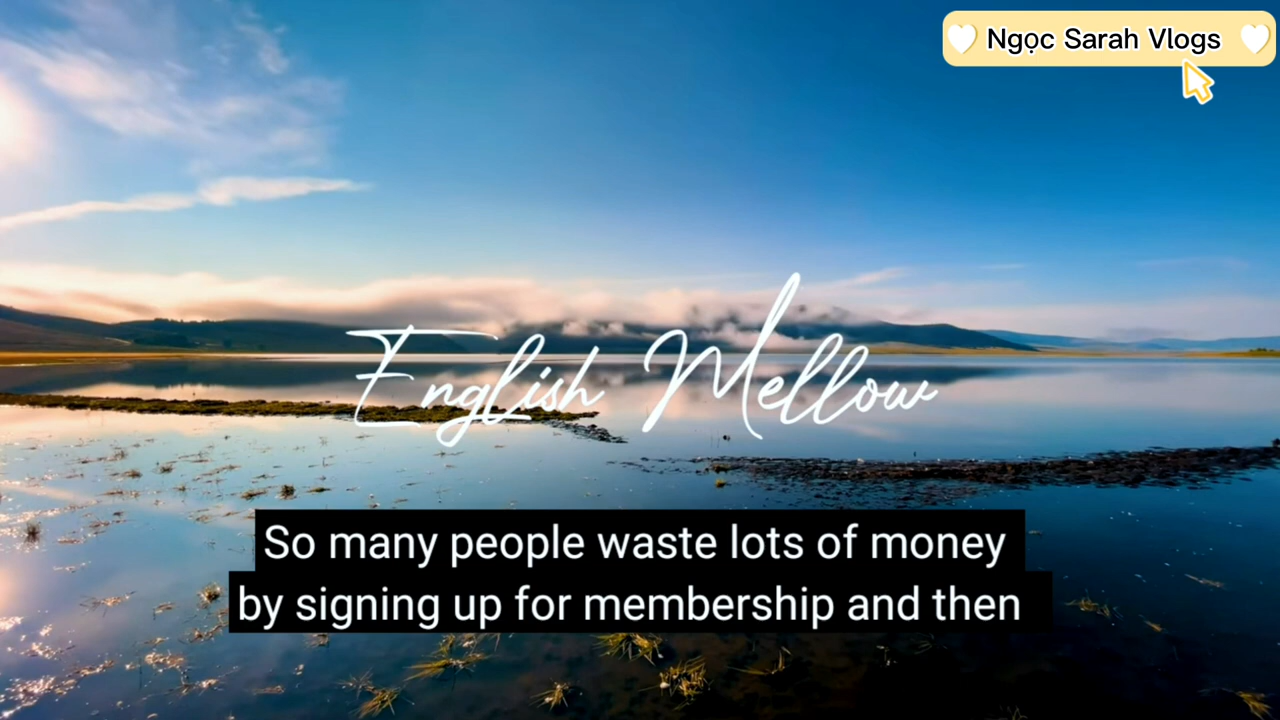 Ngọc Sarah Vlogs
English Mellow
So many people waste lots of money
by signing up for membership and then